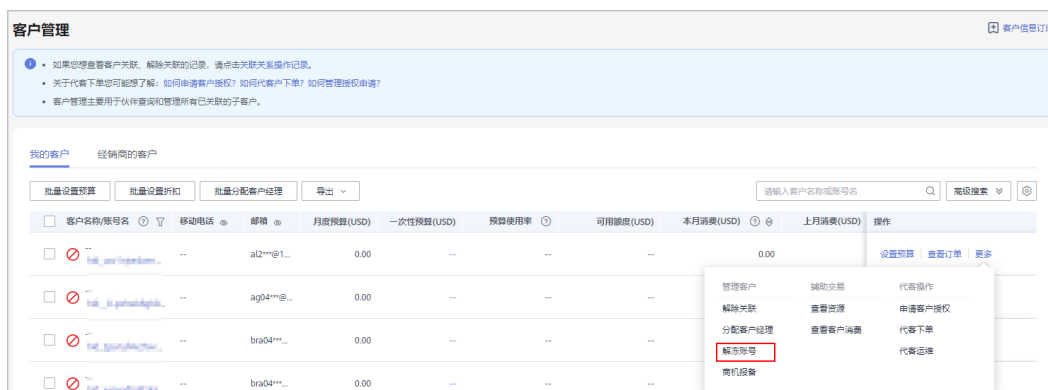 客户管理
客户信息订
如果您想查看客户关联、解除关联的记录，请点击关联关系操作记录。
关于代客下单您可能想了解：如何申请客户授权？如何代客户下单？如何管理授权申请？
客户管理主要用于伙伴查询和管理所有已关联的子客户。
我的客户 经销商的客户
批量设置预算 批量设置折扣 批量分配客户经理 导出 请输入客户名称或账号名 高级搜索
客户名称/账号名 移动电话 邮箱 月度预算(USD) 一次性预算(USD) 预算使用率 可用额度(USD) 本月消费(USD) 上月消费(USD) 操作
-- -- al2***@1... 0.00 -- -- -- 0.00 设置预算 查看订单 更多
-- ag04***@... 0.00 -- -- --
-- bra04***... 0.00 -- -- --
-- bra04***... 0.00 -- -- --
管理客户 辅助交易 代客操作
解除关联 查看资源 申请客户授权
分配客户经理 查看客户消费 代客下单
解冻账号 代客运维
商机报备